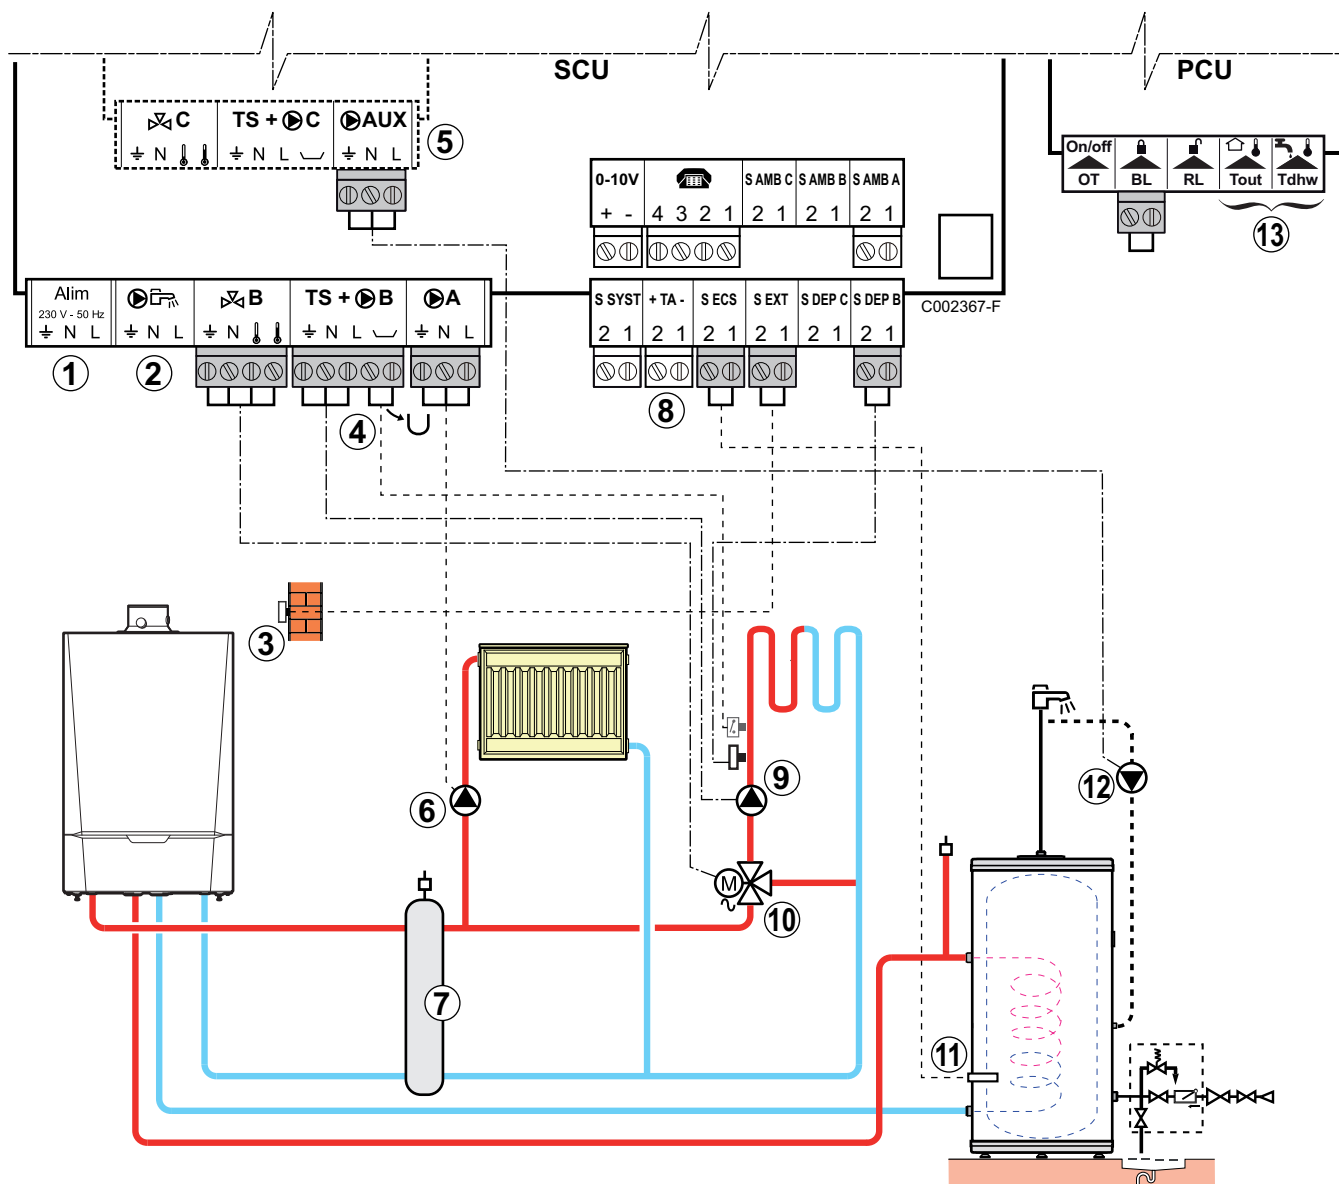 SCU
PCU
C
TS + C
AUX
N
N L
N L
5
On/off
OT
BL
RL
Tout
Tdhw
13
0-10V
S AMB C
S AMB B
S AMB A
+ -
4 3 2 1
2 1
2 1
2 1
C002367-F
Alim
230 V - 50 Hz
N L
N L
B
N
TS + B
N L
A
N L
1
2
4
S SYST
+ TA -
S ECS
S EXT
S DEP C
S DEP B
2 1
2 1
2 1
2 1
2 1
2 1
8
3
6
9
12
M
10
7
11